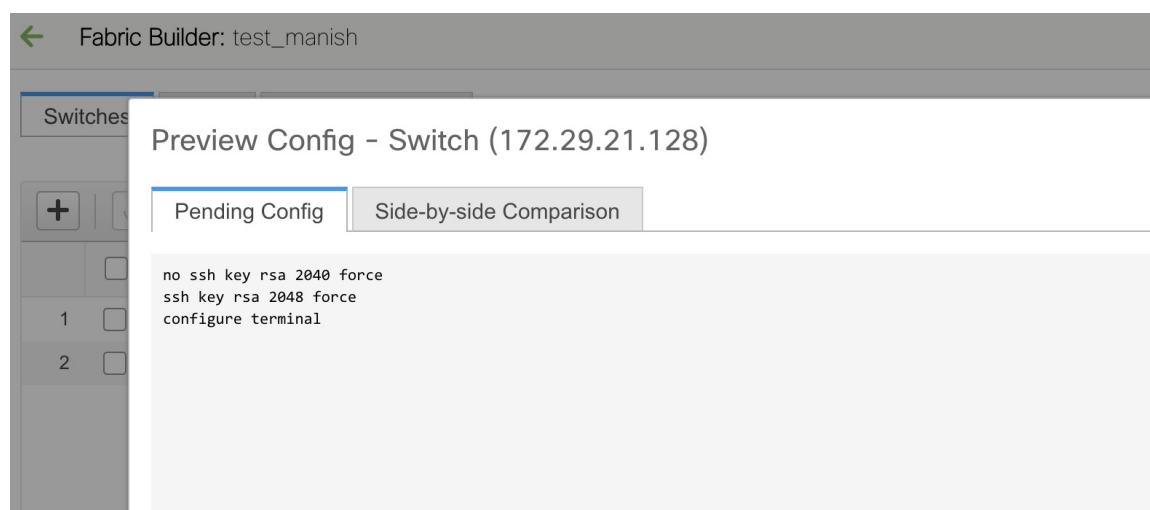 Fabric Builder: test_manish
Switches
Preview Config - Switch (172.29.21.128)
+
Pending Config
Side-by-side Comparison
no ssh key rsa 2040 force
ssh key rsa 2048 force
configure terminal
1
2